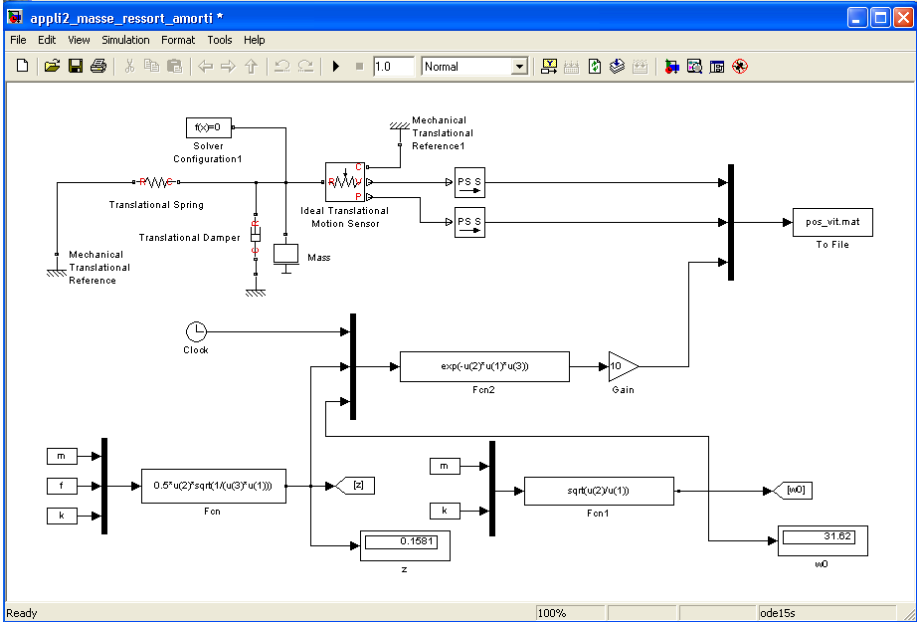 appli2_masse_ressort_amorti *
File Edit View Simulation Format Tools Help
1.0 Normal
f(x)=0
Solver
Configuration1
Mechanical
Translational
Reference1
R C
Translational Spring
R C
V
P
Ideal Translational
Motion Sensor
PS S
PS S
pos_vit.mat
To File
R
C
Translational Damper
Mass
Mechanical
Translational
Reference
Clock
exp(-u(2)*u(1)*u(3))
Fcn2
10
Gain
m
f
k
0.5*u(2)*sqrt(1/(u(3)*u(1)))
Fcn
[z]
0.1581
z
m
k
sqrt(u(2)/u(1))
Fcn1
[w0]
31.62
w0
Ready 100% ode15s